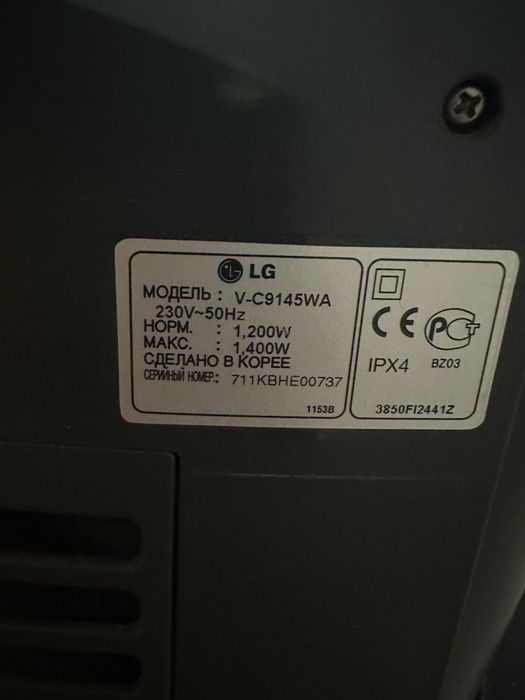 LG
МОДЕЛЬ : V-C9145WA
230V~50Hz
НОРМ. : 1,200W
МАКС. : 1,400W
СДЕЛАНО В КОРЕЕ
СЕРИЙНЫЙ НОМЕР.: 711KBHE00737
1153B
CE PCT
IPX4 BZ03
3850FI2441Z